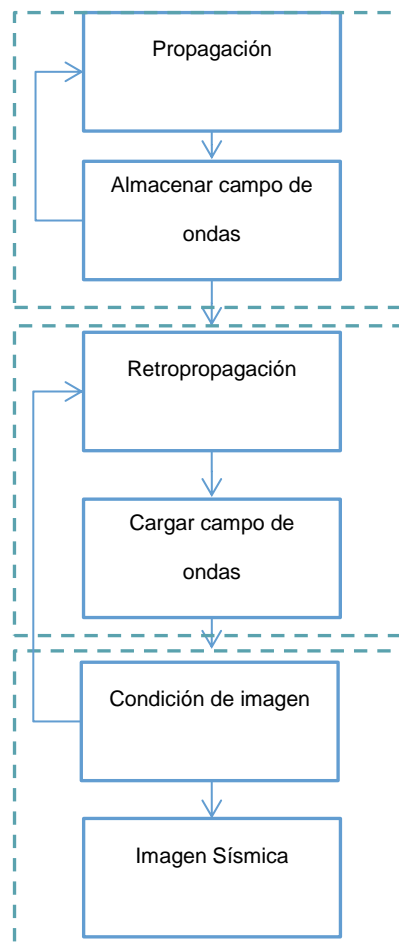 Propagación
Almacenar campo de
ondas
Retropropagación
Cargar campo de
ondas
Condición de imagen
Imagen Sísmica